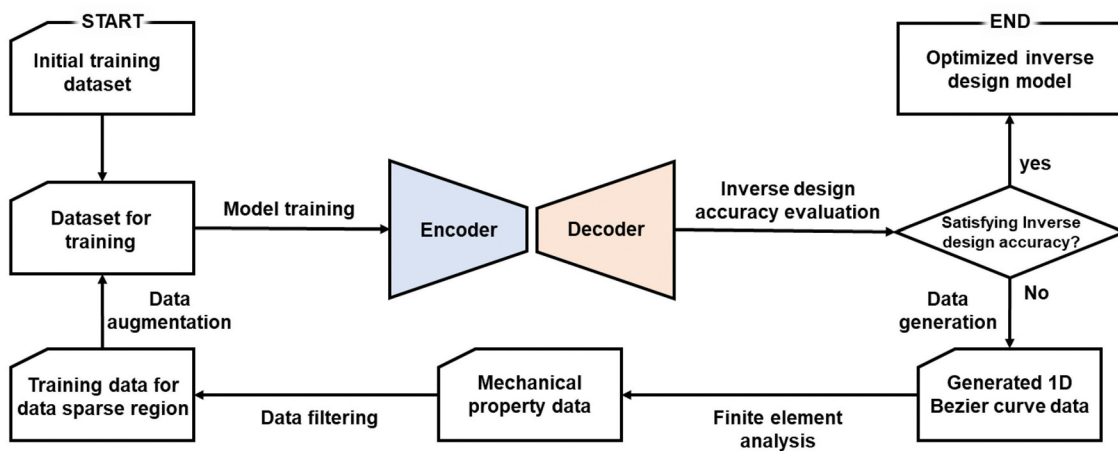 START
Initial training
dataset
END
Optimized inverse
design model
yes
Dataset for
training
Model training
Encoder
Decoder
Inverse design
accuracy evaluation
Satisfying Inverse
design accuracy?
No
Data
augmentation
Data
generation
Training data for
data sparse region
Data filtering
Mechanical
property data
Finite element
analysis
Generated 1D
Bezier curve data